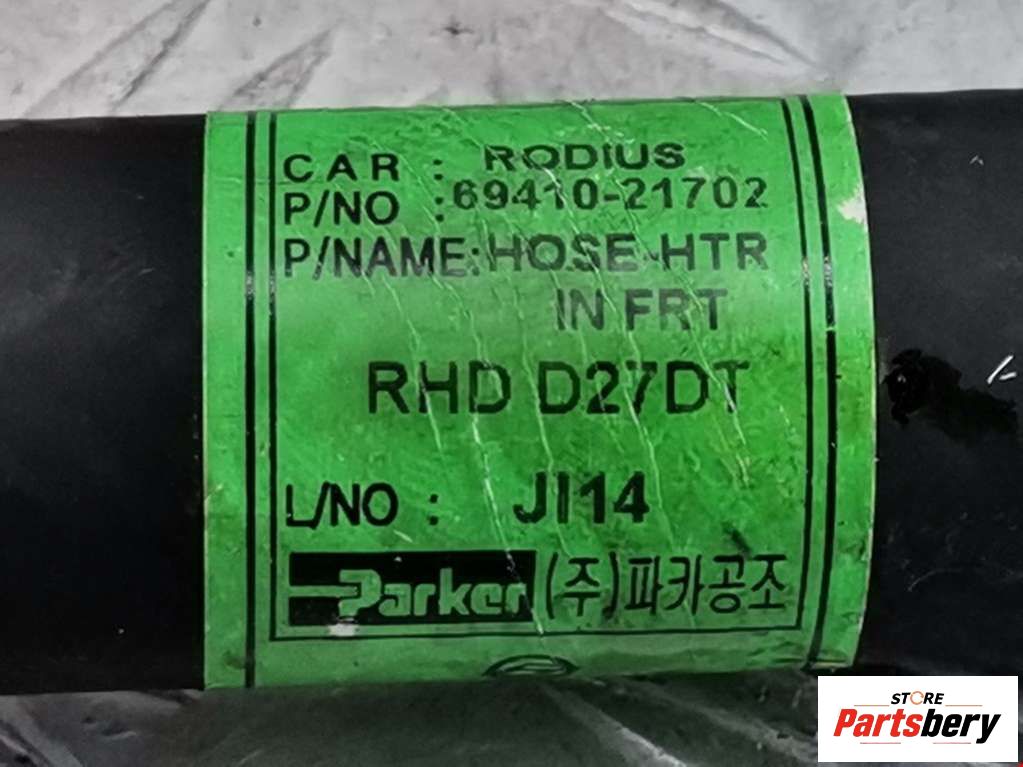 CAR : RODIUS
P/NO : 69410-21702
P/NAME: HOSE-HTR
IN FRT
RHD D27DT
L/NO : JI14
Parker (주)파카공조
STORE
Partsbery